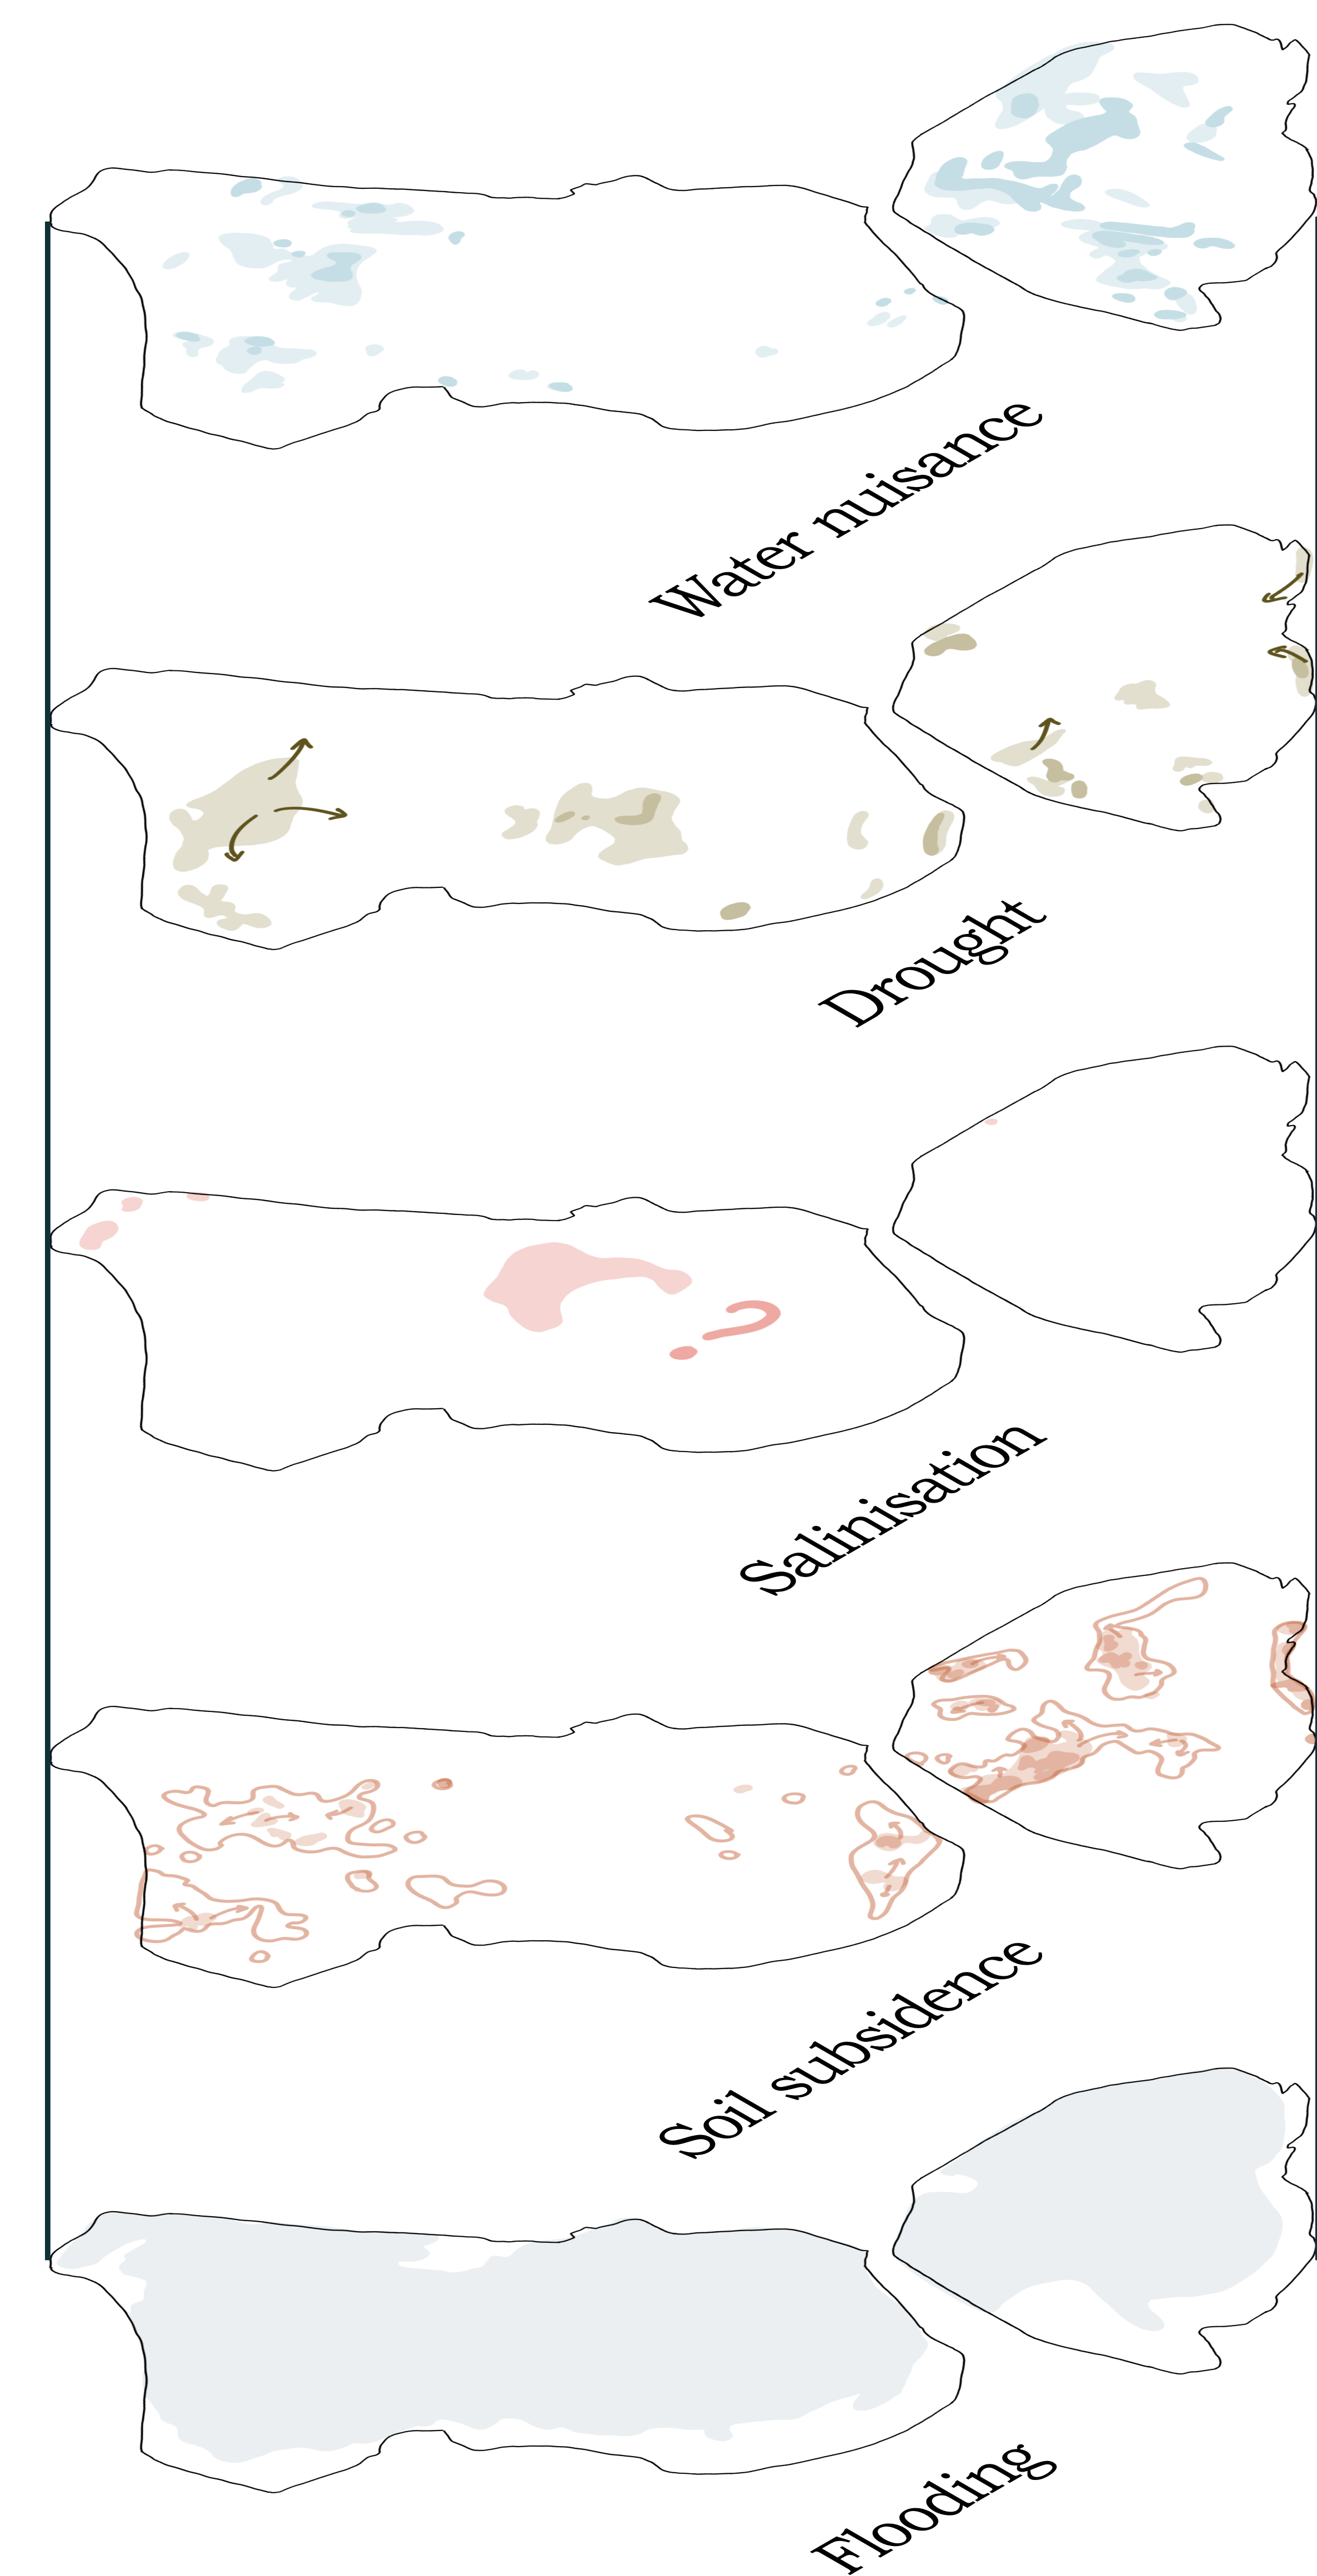 Water nuisance
Drought
Salinisation
Soil subsidence
Flooding